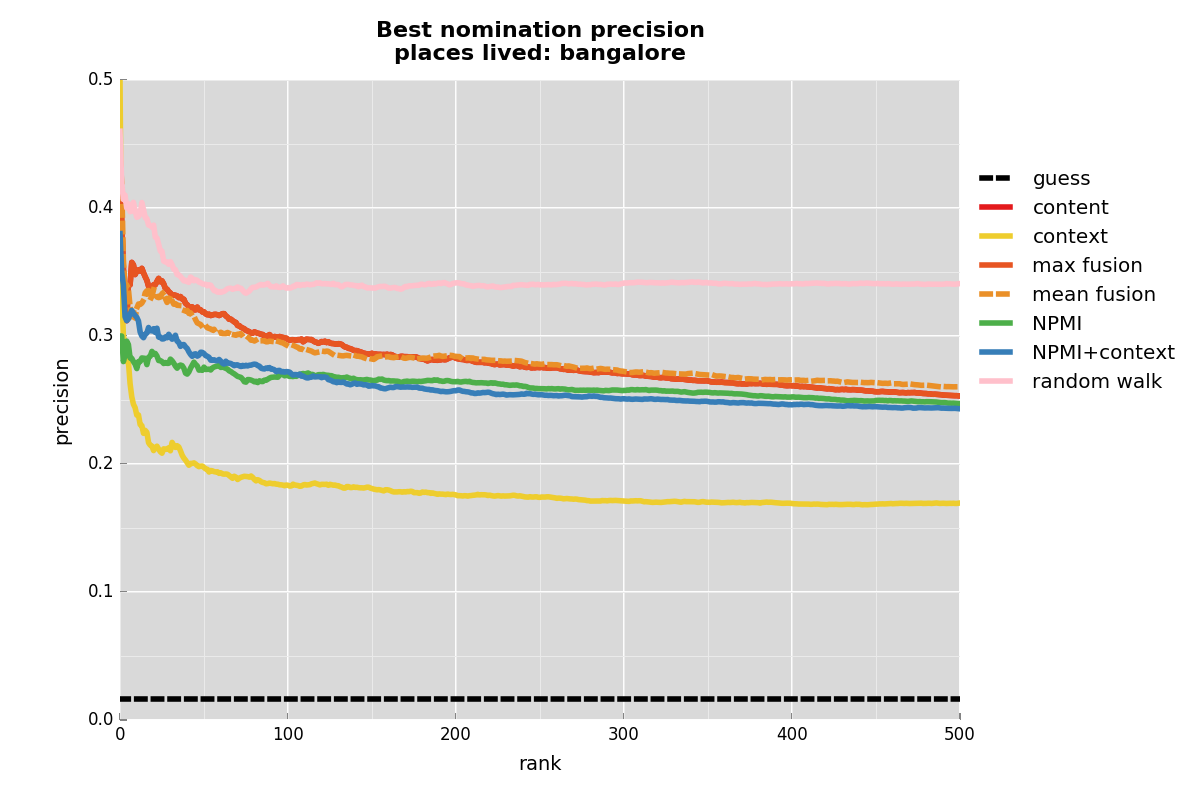 Best nomination precision
places lived: bangalore
0.5
0.4
0.3
0.2
0.1
0.0
precision
0
100
200
300
400
500
rank
guess
content
context
max fusion
mean fusion
NPMI
NPMI+context
random walk